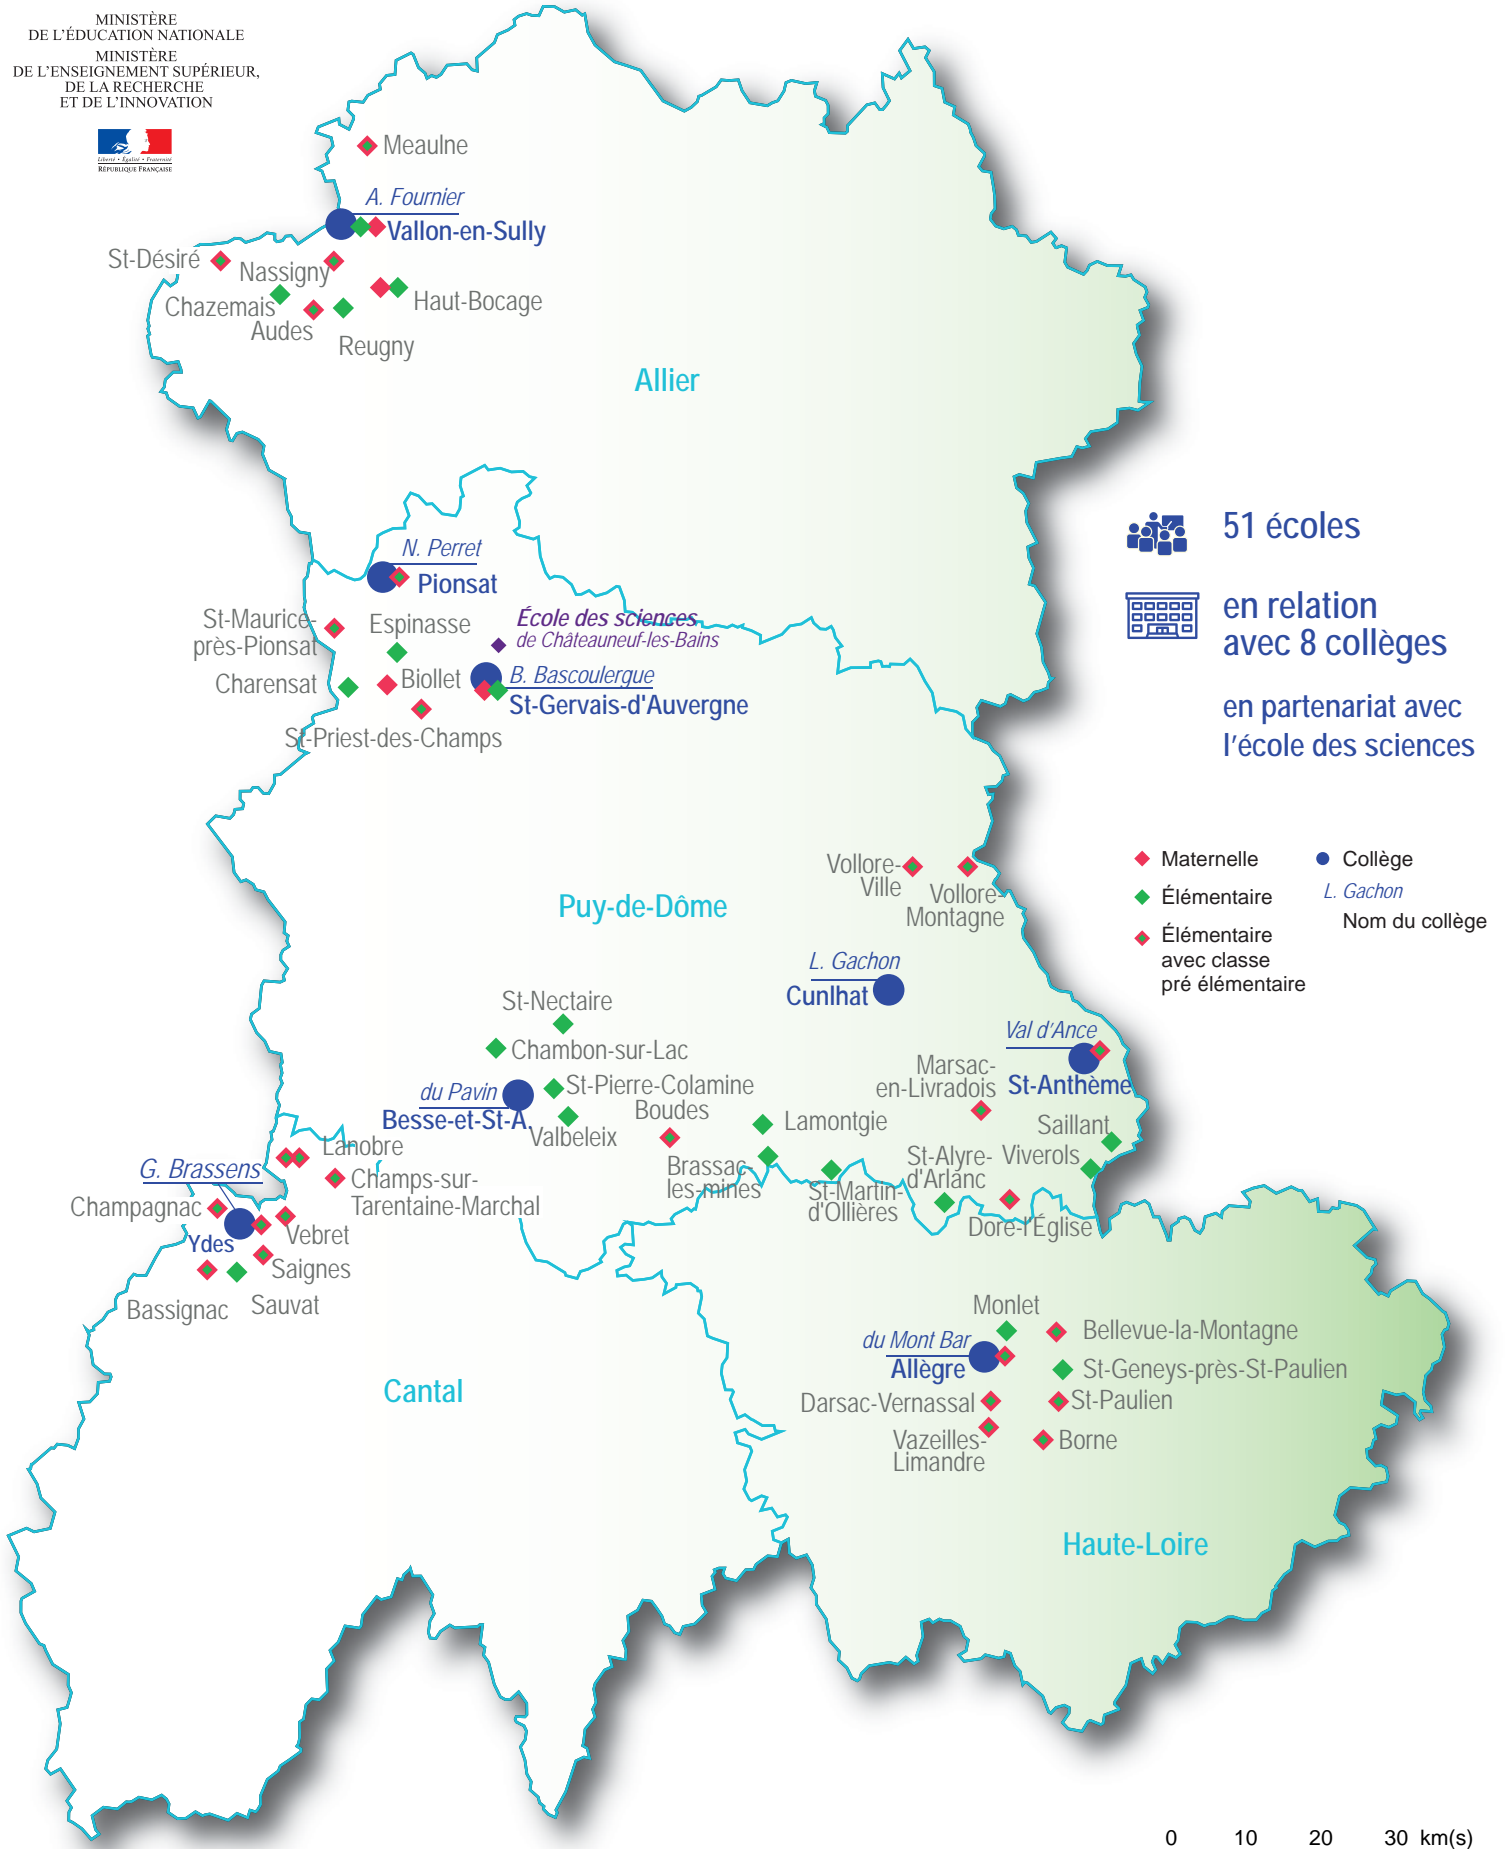 MINISTÈRE
DE L'ÉDUCATION NATIONALE
MINISTÈRE
DE L'ENSEIGNEMENT SUPÉRIEUR,
DE LA RECHERCHE
ET DE L'INNOVATION
Liberté • Égalité • Fraternité
RÉPUBLIQUE FRANÇAISE
Meaulne
A. Fournier
Vallon-en-Sully
St-Désiré
Nassigny
Chazemais
Haut-Bocage
Audes
Reugny
Allier
51 écoles
en relation
avec 8 collèges
en partenariat avec
l'école des sciences
N. Perret
Pionsat
St-Maurice-
près-Pionsat
Espinasse
École des sciences
de Châteauneuf-les-Bains
Charensat
Biollet
B. Bascoulergue
St-Gervais-d'Auvergne
St-Priest-des-Champs
Maternelle
Élémentaire
Élémentaire
avec classe
pré élémentaire
Collège
L. Gachon
Nom du collège
Vollore-
Ville
Vollore-
Montagne
Puy-de-Dôme
L. Gachon
Cunlhat
St-Nectaire
Chambon-sur-Lac
Val d'Ance
St-Anthème
Marsac-
en-Livradois
du Pavin
Besse-et-St-A.
St-Pierre-Colamine
Valbeleix
Boudes
Lamontgie
Saillant
Viverols
Brassac-
les-mines
St-Martin-
d'Ollières
St-Alyre-
d'Arlanc
Dore-l'Église
Lanobre
G. Brassens
Champs-sur-
Tarentaine-Marchal
Champagnac
Ydes
Vebret
Saignes
Bassignac
Sauvat
Monlet
Bellevue-la-Montagne
du Mont Bar
Allègre
St-Geneys-près-St-Paulien
Darsac-Vernassal
St-Paulien
Vazeilles-
Limandre
Borne
Cantal
Haute-Loire
0 10 20 30 km(s)